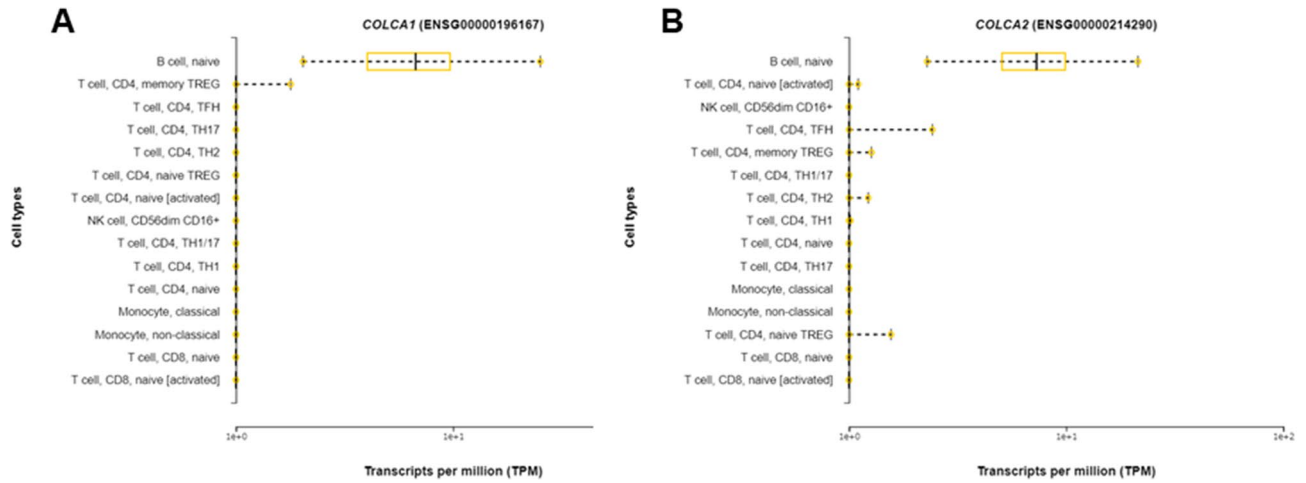 A
COLCA1 (ENSG00000196167)
Cell types
B cell, naive
T cell, CD4, memory TREG
T cell, CD4, TFH
T cell, CD4, TH17
T cell, CD4, TH2
T cell, CD4, naive TREG
T cell, CD4, naive [activated]
NK cell, CD56dim CD16+
T cell, CD4, TH1/17
T cell, CD4, TH1
T cell, CD4, naive
Monocyte, classical
Monocyte, non-classical
T cell, CD8, naive
T cell, CD8, naive [activated]
1e+0 1e+1
Transcripts per million (TPM)
B
COLCA2 (ENSG00000214290)
Cell types
B cell, naive
T cell, CD4, naive [activated]
NK cell, CD56dim CD16+
T cell, CD4, TFH
T cell, CD4, memory TREG
T cell, CD4, TH1/17
T cell, CD4, TH2
T cell, CD4, TH1
T cell, CD4, naive
T cell, CD4, TH17
Monocyte, classical
Monocyte, non-classical
T cell, CD4, naive TREG
T cell, CD8, naive
T cell, CD8, naive [activated]
1e+0 1e+1 1e+2
Transcripts per million (TPM)